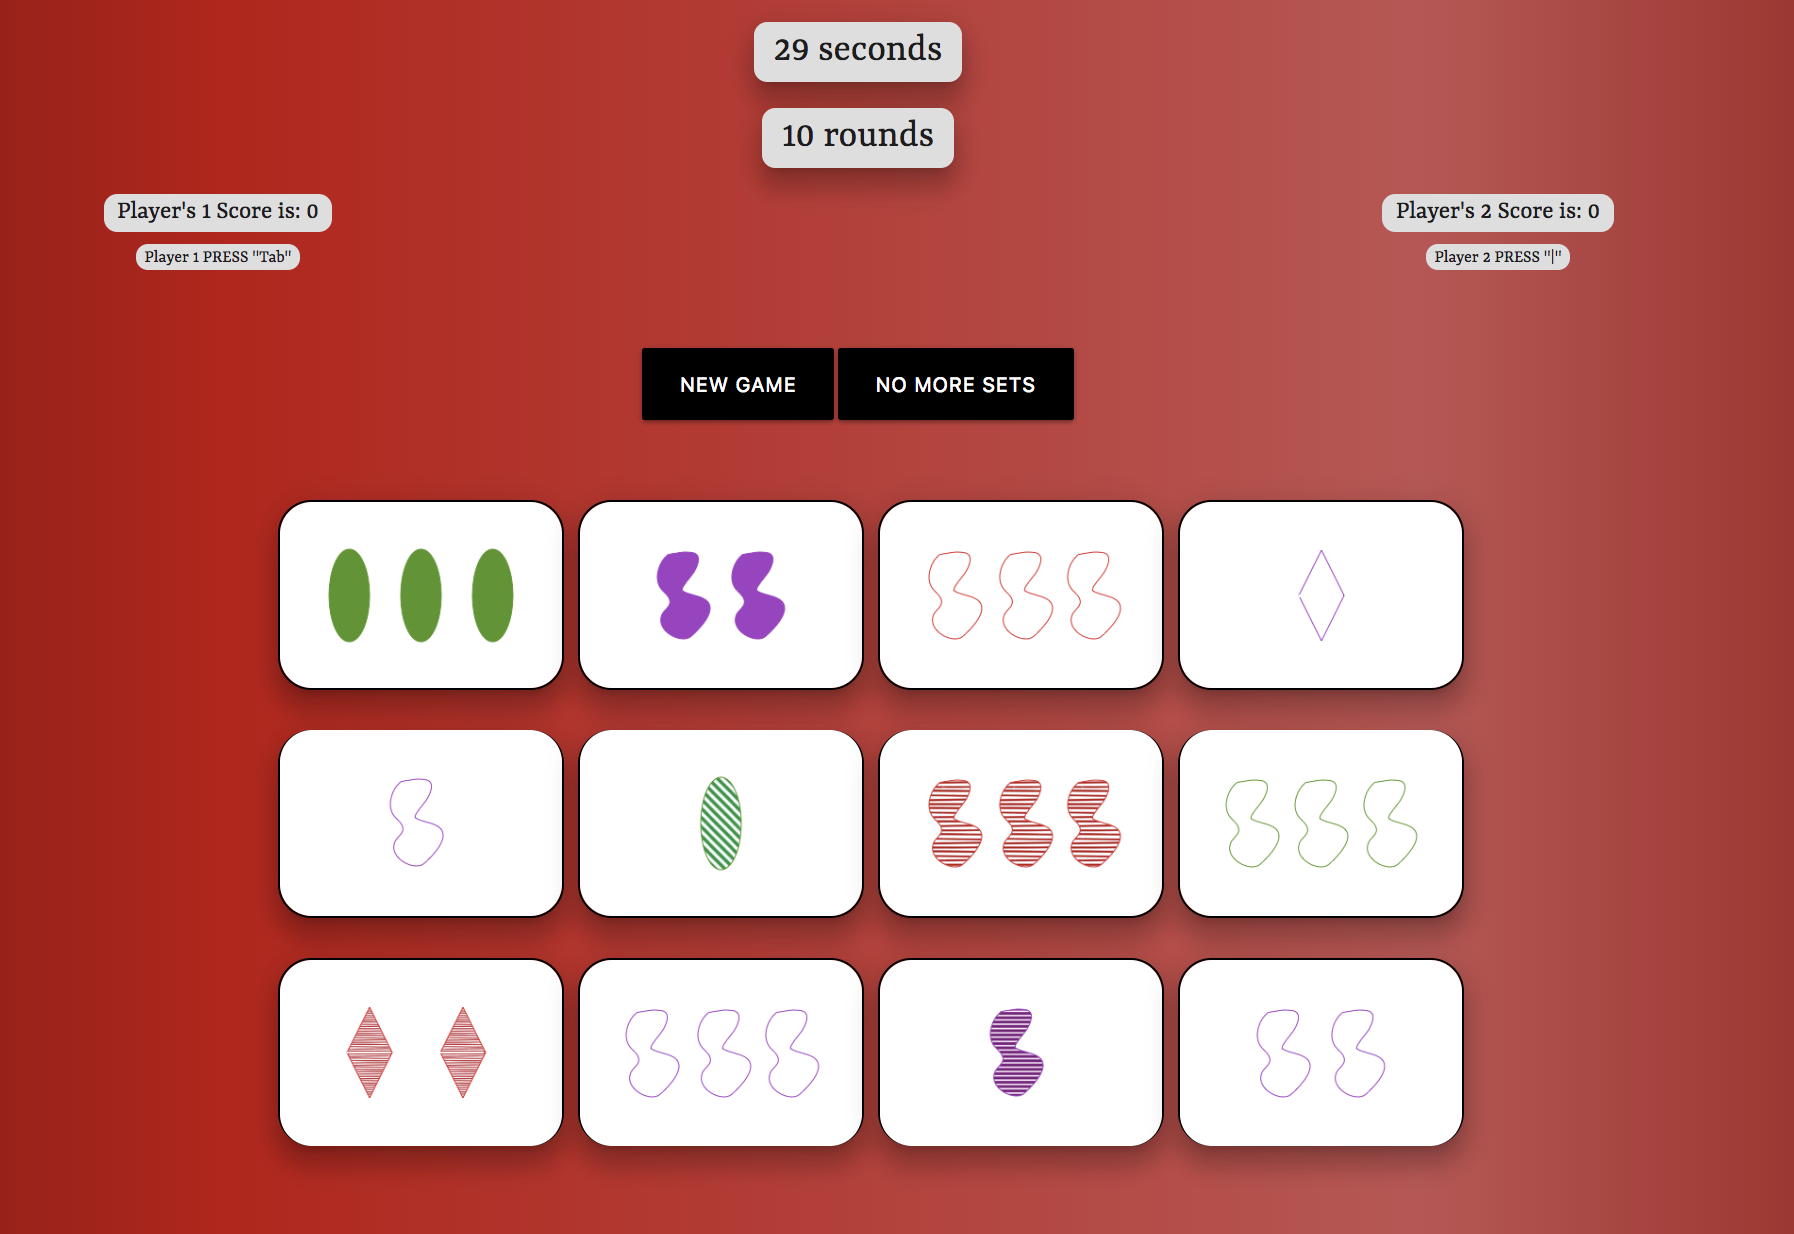 29 seconds
10 rounds
Player's 1 Score is: 0
Player's 2 Score is: 0
Player 1 PRESS "Tab"
Player 2 PRESS "|"
NEW GAME
NO MORE SETS